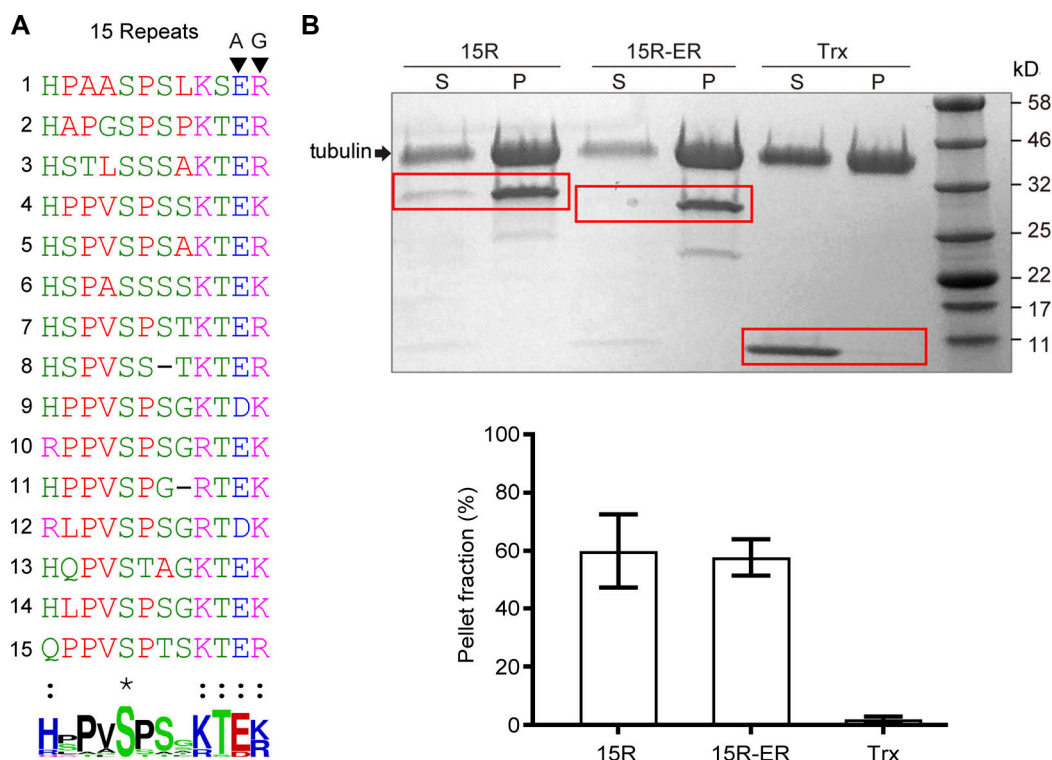 A
15 Repeats
A G
1 HPAASPSLKSER
2 HAPGSPSPKTER
3 HSTLSSSAKTER
4 HPPVSPSSKTEK
5 HSPVSPSAKTER
6 HSPASSSSKTEK
7 HSPVSPSTKTER
8 HSPVSS-TKTER
9 HPPVSPSGKTDK
10 RPPVSPSGRTEK
11 HPPVSPG-RTEK
12 RLPVSPSGRTDK
13 HQPVSTAGKTEK
14 HLPVSPSGKTEK
15 QPPVSPTSKTER
: * ::::
HPPVSPSGKTEK
B
15R 15R-ER Trx
S P S P S P kD
58
tubulin 46
32
25
22
17
11
100
80
60
40
20
0
Pellet fraction (%)
15R 15R-ER Trx